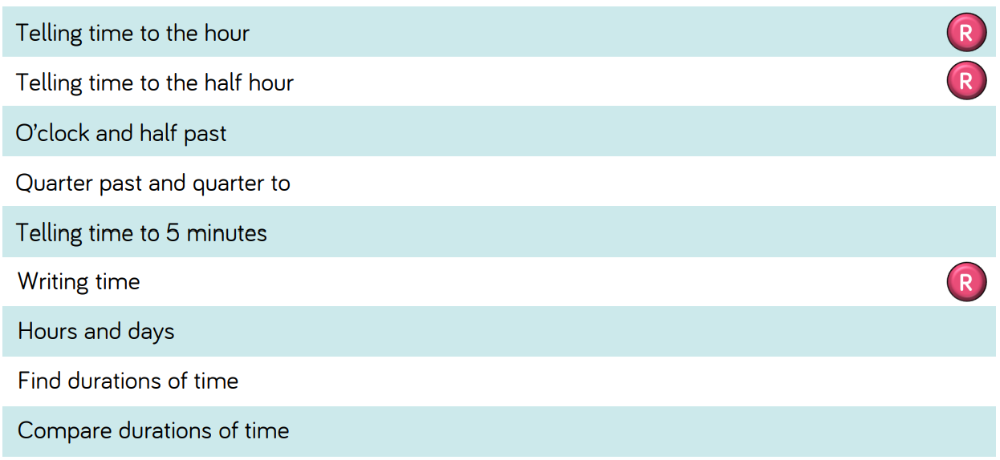 Telling time to the hour R
Telling time to the half hour R
O’clock and half past
Quarter past and quarter to
Telling time to 5 minutes
Writing time R
Hours and days
Find durations of time
Compare durations of time